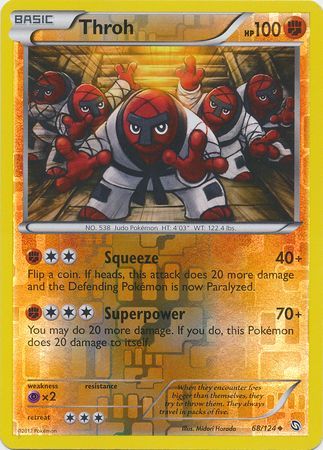 BASIC
Throh
HP100
NO. 538 Judo Pokémon HT: 4'03" WT: 122.4 lbs.
Squeeze 40+
Flip a coin. If heads, this attack does 20 more damage
and the Defending Pokémon is now Paralyzed.
Superpower 70+
You may do 20 more damage. If you do, this Pokémon
does 20 damage to itself.
weakness resistance
×2
retreat
When they encounter foes
bigger than themselves, they
try to throw them. They always
travel in packs of five.
©2012 Pokémon
Illus. Midori Harada
68/124